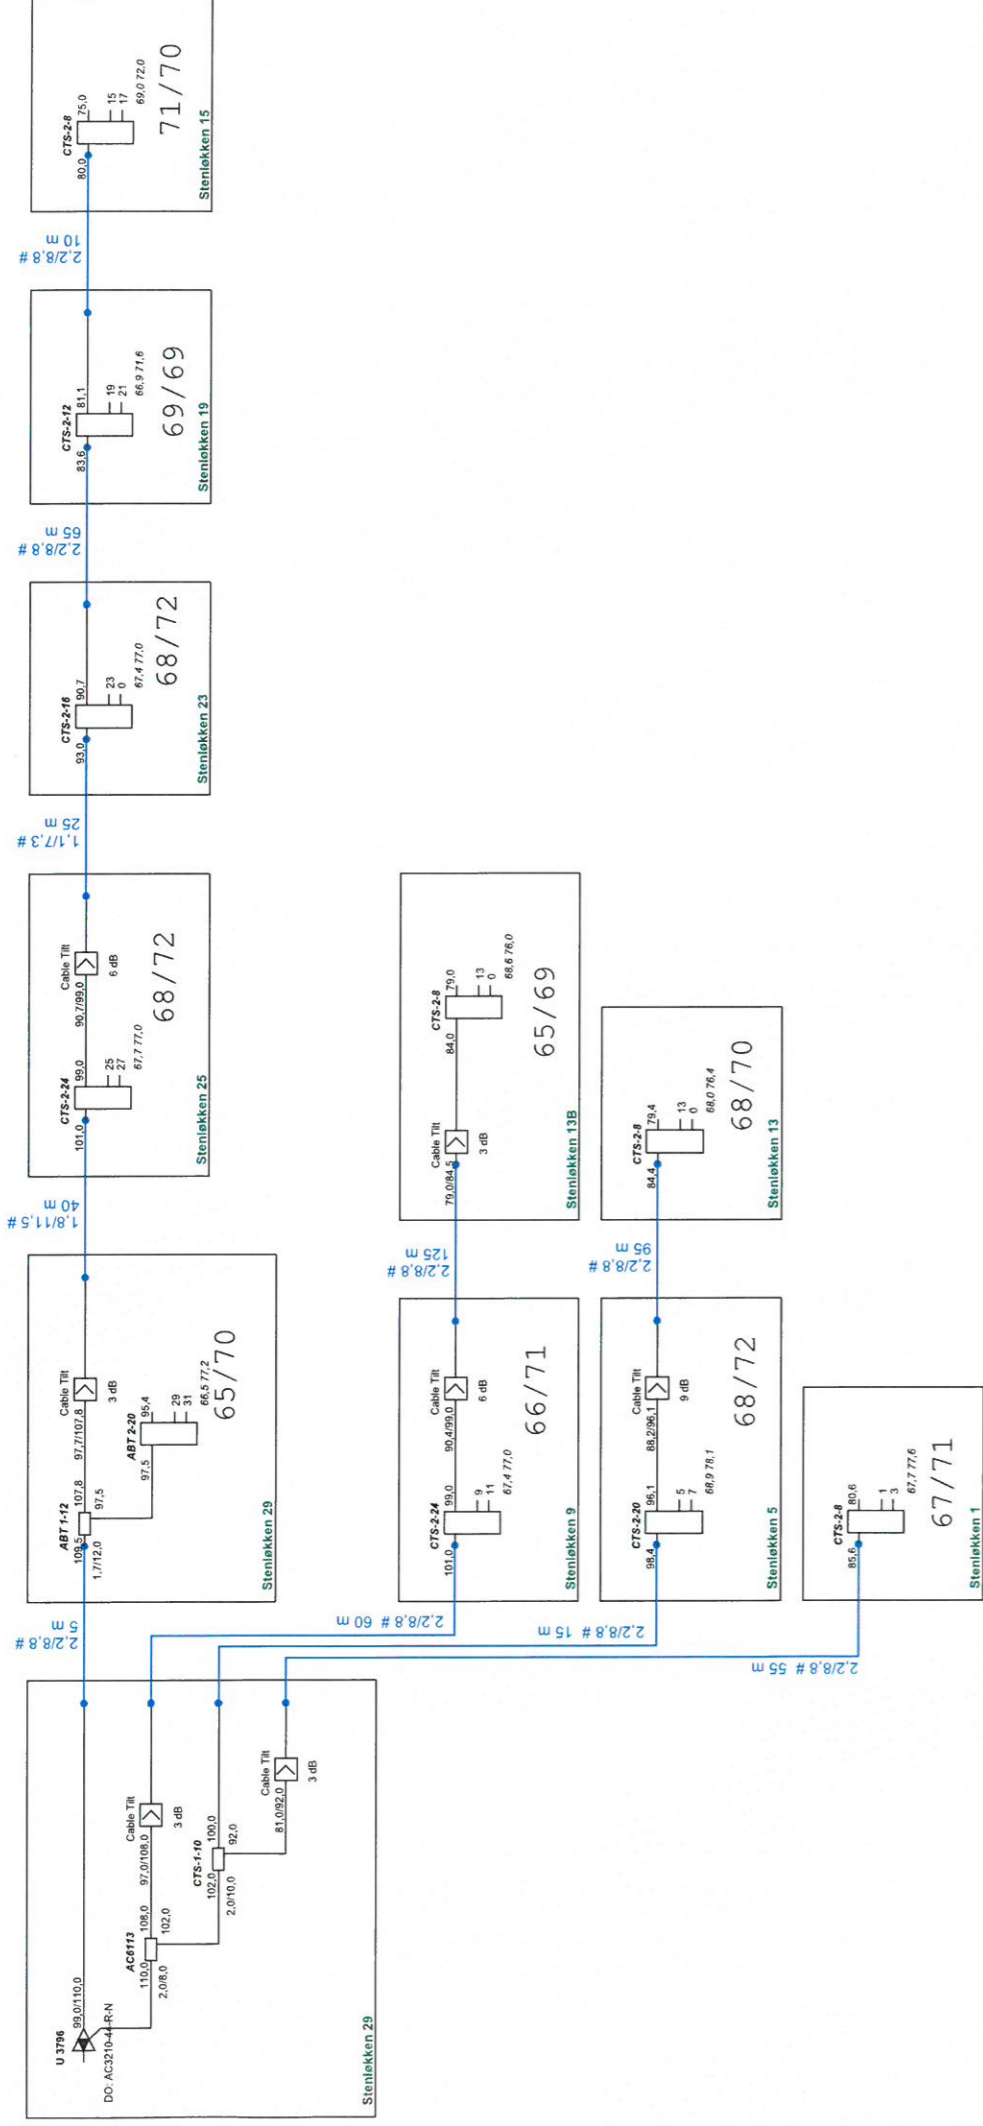 U 3796
99,0/110,0
DO: AC3210-44-R-N
AC6113
110,0
108,0
2,0/8,0
102,0
97,0/108,0
Cable Tilt
3 dB
CTS-1-10
102,0
100,0
2,0/10,0
92,0
81,0/92,0
Cable Tilt
3 dB
Stenløkken 29
2,2/8,8 #
5 m
ABT 1-12
109,5
107,8
1,7/12,0
97,5
97,7/107,8
Cable Tilt
3 dB
ABT 2-20
97,5
95,4
29
31
66,5 77,2
65/70
Stenløkken 29
1,8/11,5 #
40 m
CTS-2-24
101,0
99,0
25
27
67,7 77,0
90,7/99,0
Cable Tilt
6 dB
68/72
Stenløkken 25
1,1/7,3 #
25 m
CTS-2-16
93,0
90,7
23
0
67,4 77,0
68/72
Stenløkken 23
2,2/8,8 #
65 m
CTS-2-12
83,6
81,1
19
21
66,9 71,6
69/69
Stenløkken 19
2,2/8,8 #
10 m
CTS-2-8
80,0
75,0
15
17
69,0 72,0
71/70
Stenløkken 15
2,2/8,8 # 60 m
CTS-2-24
101,0
99,0
9
11
67,4 77,0
90,4/99,0
Cable Tilt
6 dB
66/71
Stenløkken 9
2,2/8,8 #
125 m
79,0/84,5
Cable Tilt
3 dB
84,0
CTS-2-8
79,0
13
0
68,6 76,0
65/69
Stenløkken 13B
2,2/8,8 # 15 m
CTS-2-20
98,4
96,1
5
7
68,9 78,1
88,2/96,1
Cable Tilt
9 dB
68/72
Stenløkken 5
2,2/8,8 #
95 m
CTS-2-8
84,4
79,4
13
0
68,0 76,4
68/70
Stenløkken 13
2,2/8,8 # 55 m
CTS-2-8
85,6
80,6
1
3
67,7 77,6
67/71
Stenløkken 1